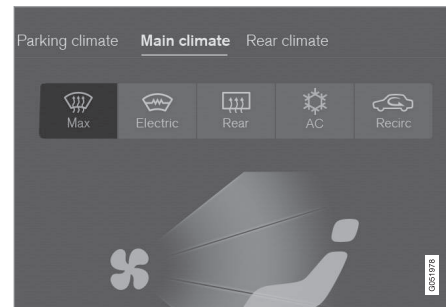 Parking climate Main climate Rear climate
Max Electric Rear AC Recirc
G051978